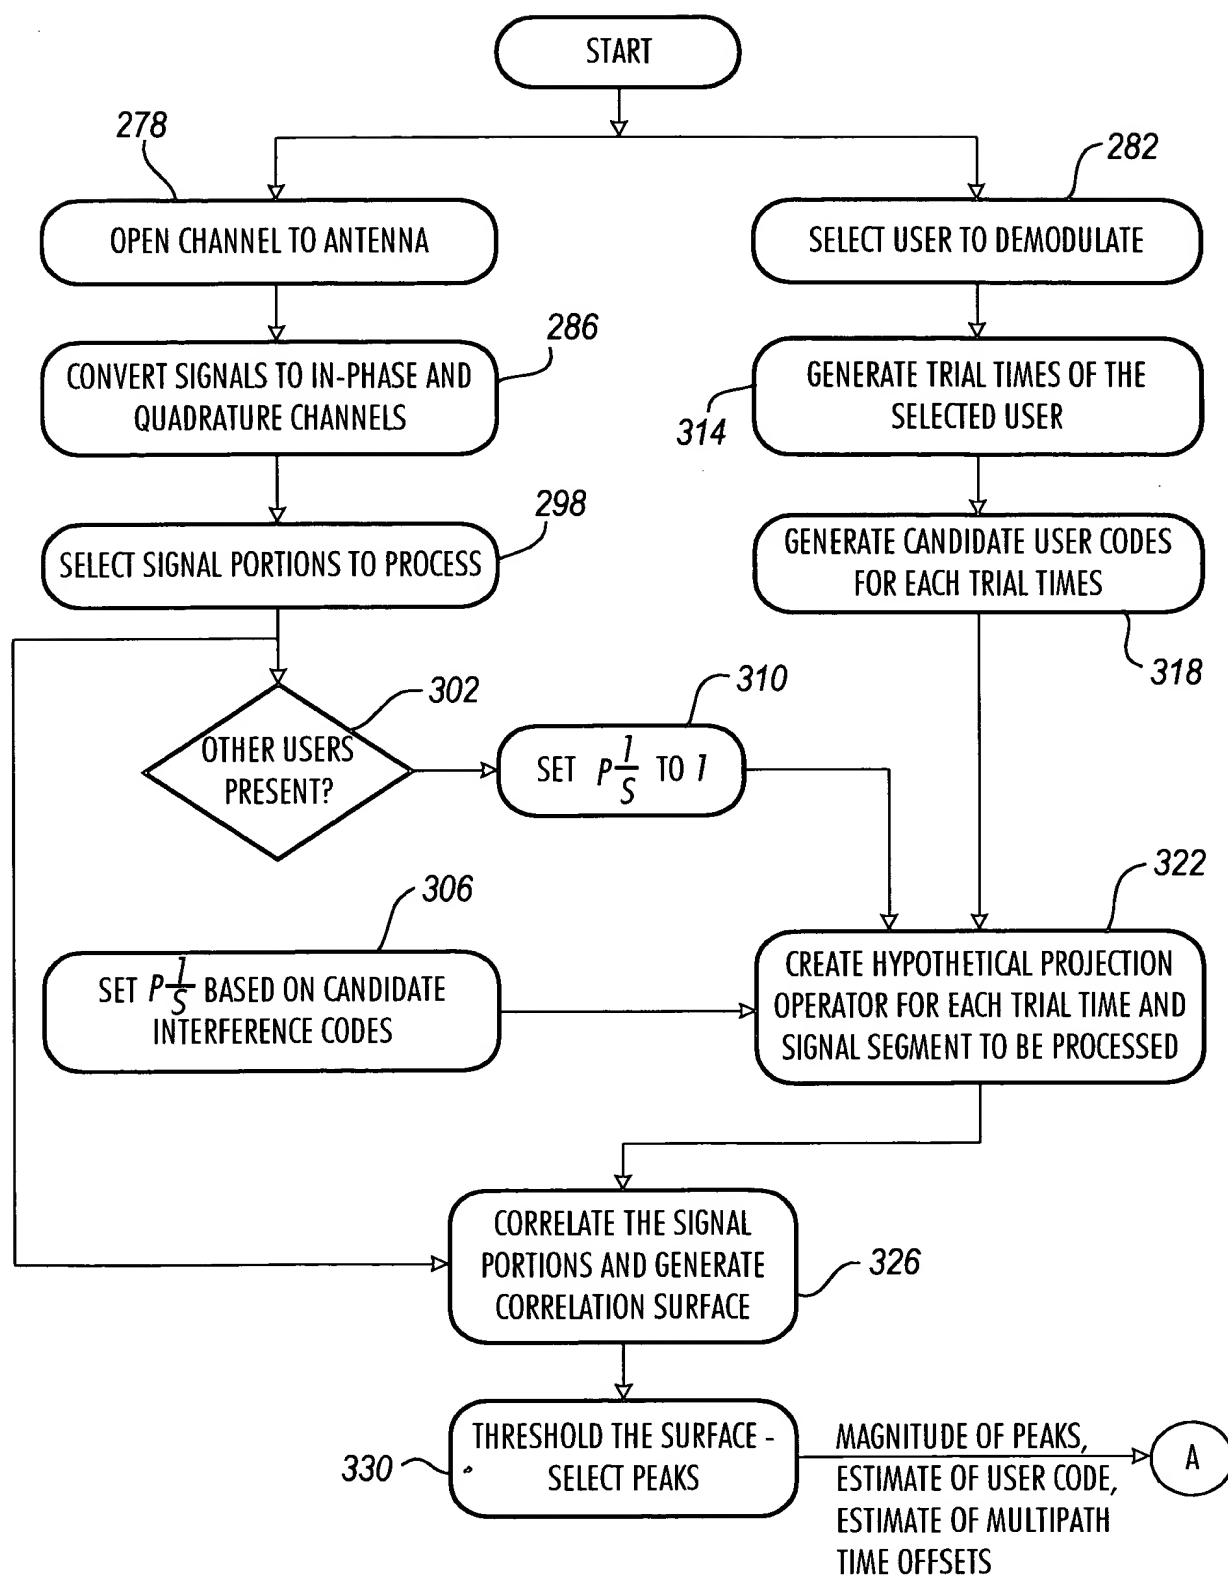 START
278
282
OPEN CHANNEL TO ANTENNA
SELECT USER TO DEMODULATE
286
CONVERT SIGNALS TO IN-PHASE AND
QUADRATURE CHANNELS
GENERATE TRIAL TIMES OF THE
SELECTED USER
314
298
SELECT SIGNAL PORTIONS TO PROCESS
GENERATE CANDIDATE USER CODES
FOR EACH TRIAL TIMES
318
302
OTHER USERS
PRESENT?
310
SET P 1/S TO 1
306
SET P 1/S BASED ON CANDIDATE
INTERFERENCE CODES
322
CREATE HYPOTHETICAL PROJECTION
OPERATOR FOR EACH TRIAL TIME AND
SIGNAL SEGMENT TO BE PROCESSED
CORRELATE THE SIGNAL
PORTIONS AND GENERATE
CORRELATION SURFACE
326
THRESHOLD THE SURFACE -
SELECT PEAKS
330
MAGNITUDE OF PEAKS,
ESTIMATE OF USER CODE,
ESTIMATE OF MULTIPATH
TIME OFFSETS
A